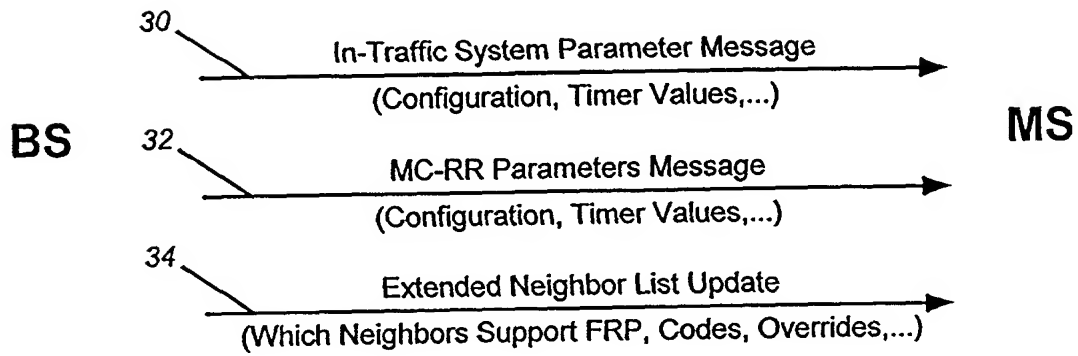 30
In-Traffic System Parameter Message
(Configuration, Timer Values,...)
BS
MS
32
MC-RR Parameters Message
(Configuration, Timer Values,...)
34
Extended Neighbor List Update
(Which Neighbors Support FRP, Codes, Overrides,...)